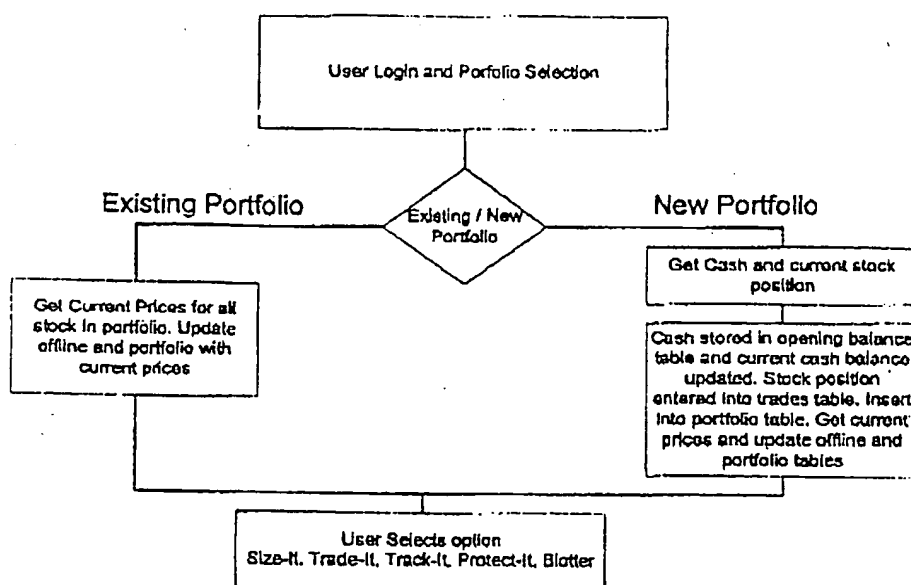 User Login and Porfolio Selection
Existing Portfolio
Existing / New
Portfolio
New Portfolio
Get Current Prices for all
stock in portfolio. Update
offline and portfolio with
current prices
Get Cash and current stock
position
Cash stored in opening balance
table and current cash balance
updated. Stock position
entered into trades table. Insert
into portfolio table. Get current
prices and update offline and
portfolio tables
User Selects option
Size-it, Trade-it, Track-it, Protect-it, Blotter